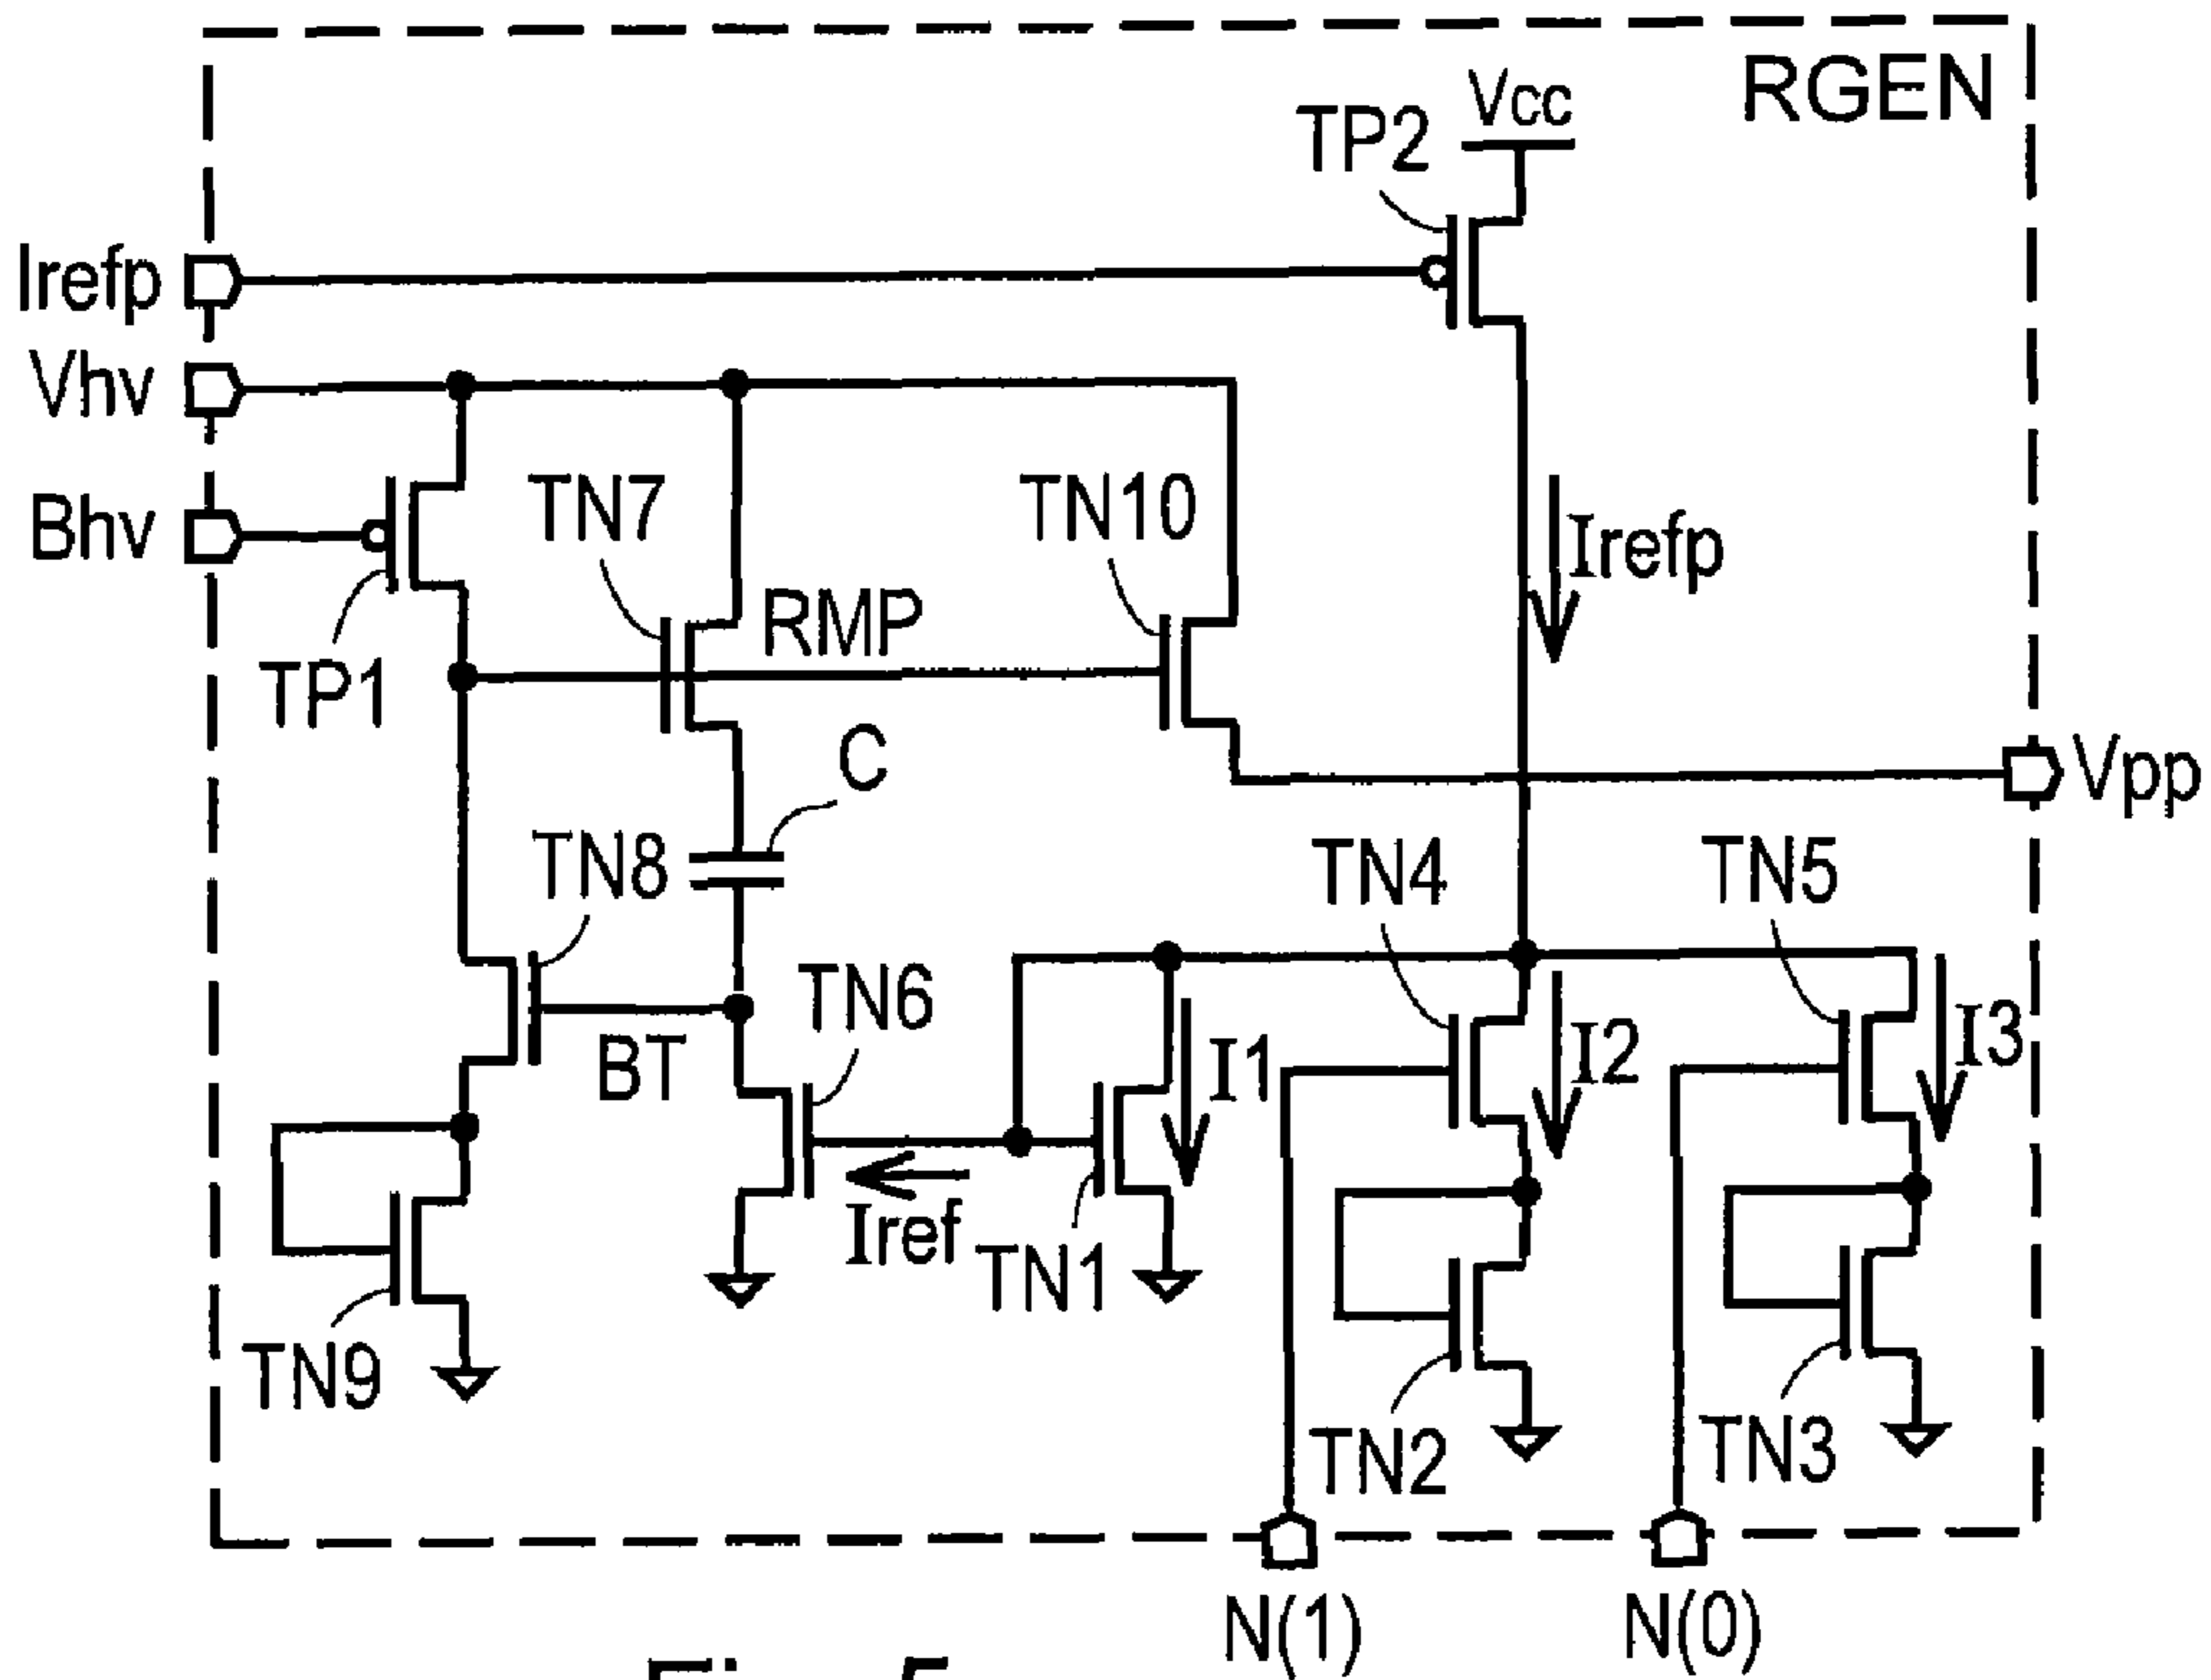 RGEN
Vcc
TP2
Irefp
Vhv
Bhv
TN7
TN10
Irefp
RMP
TP1
C
Vpp
TN8
TN4
TN5
TN6
BT
I1
I2
I3
Iref
TN1
TN9
TN2
TN3
N(1)
N(0)